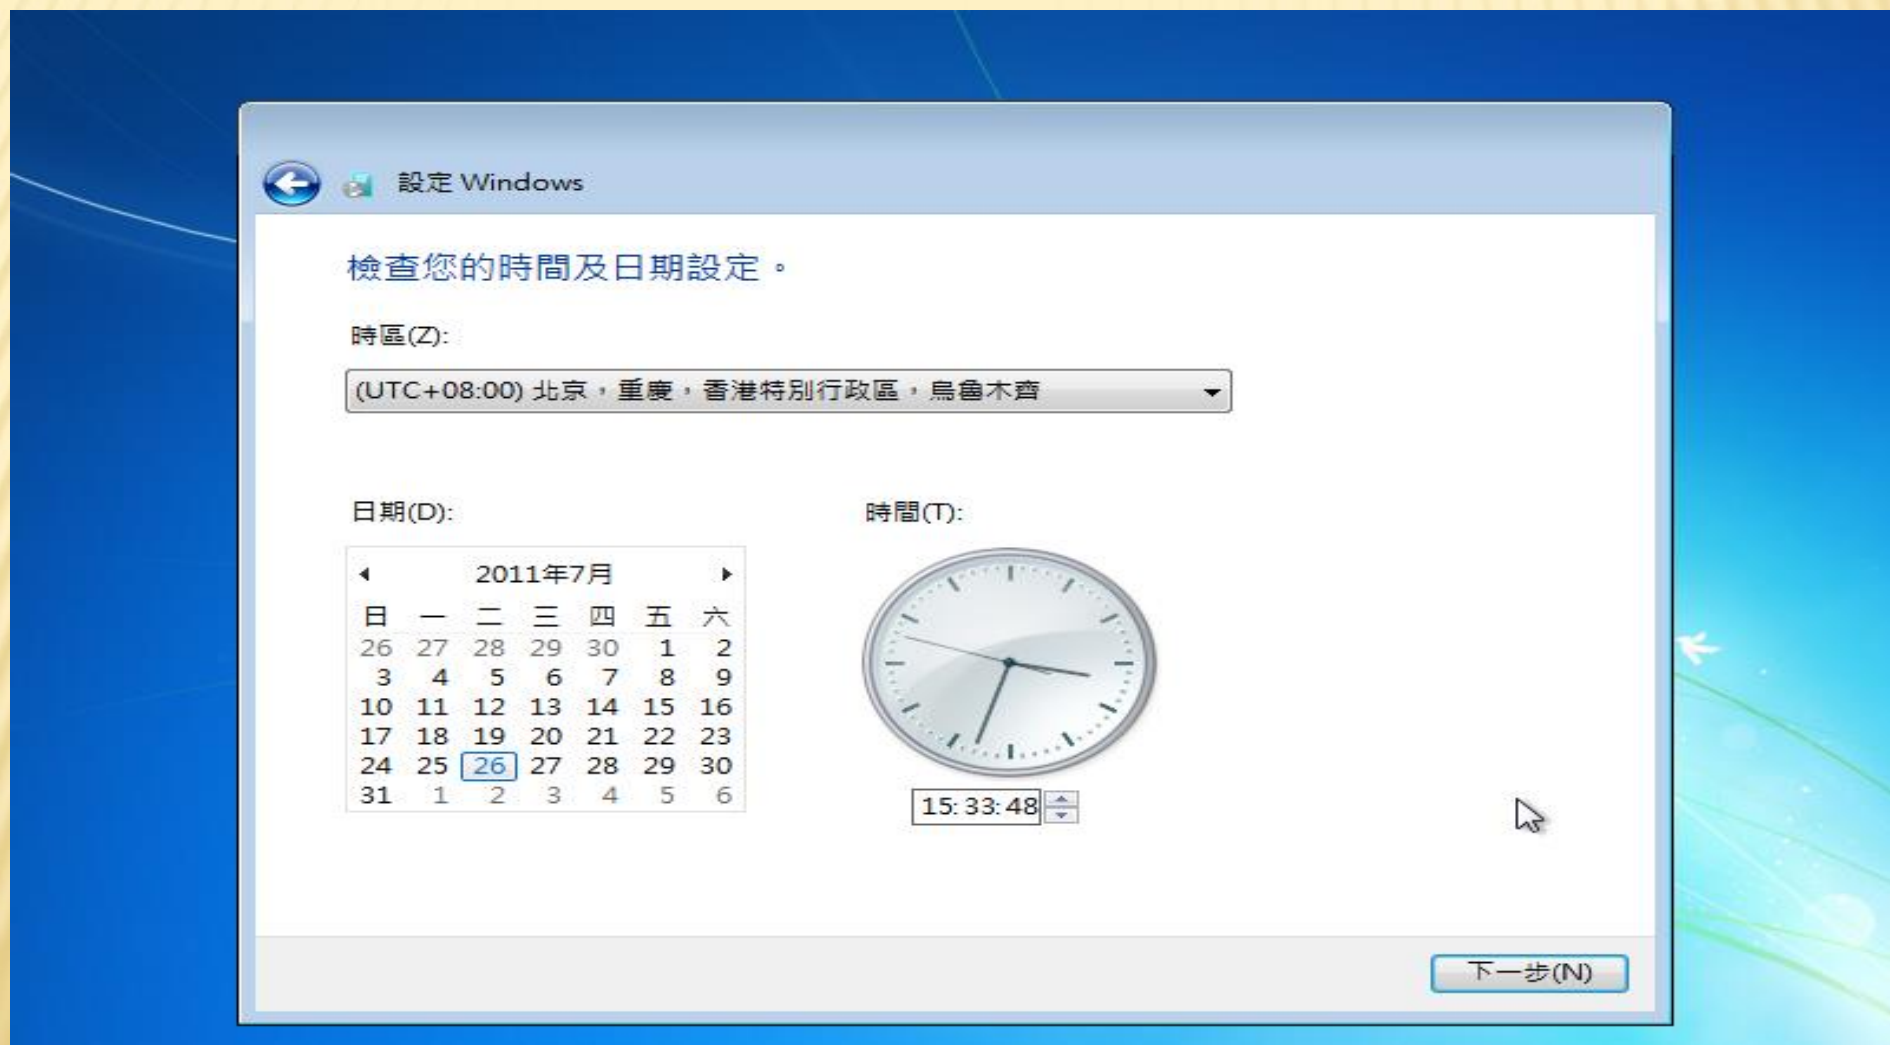 設定 Windows
檢查您的時間及日期設定。
時區(Z):
(UTC+08:00) 北京，重慶，香港特別行政區，烏魯木齊
日期(D):
2011年7月
日 一 二 三 四 五 六
26 27 28 29 30 1 2
3 4 5 6 7 8 9
10 11 12 13 14 15 16
17 18 19 20 21 22 23
24 25 26 27 28 29 30
31 1 2 3 4 5 6
時間(T):
15:33:48
下一步(N)